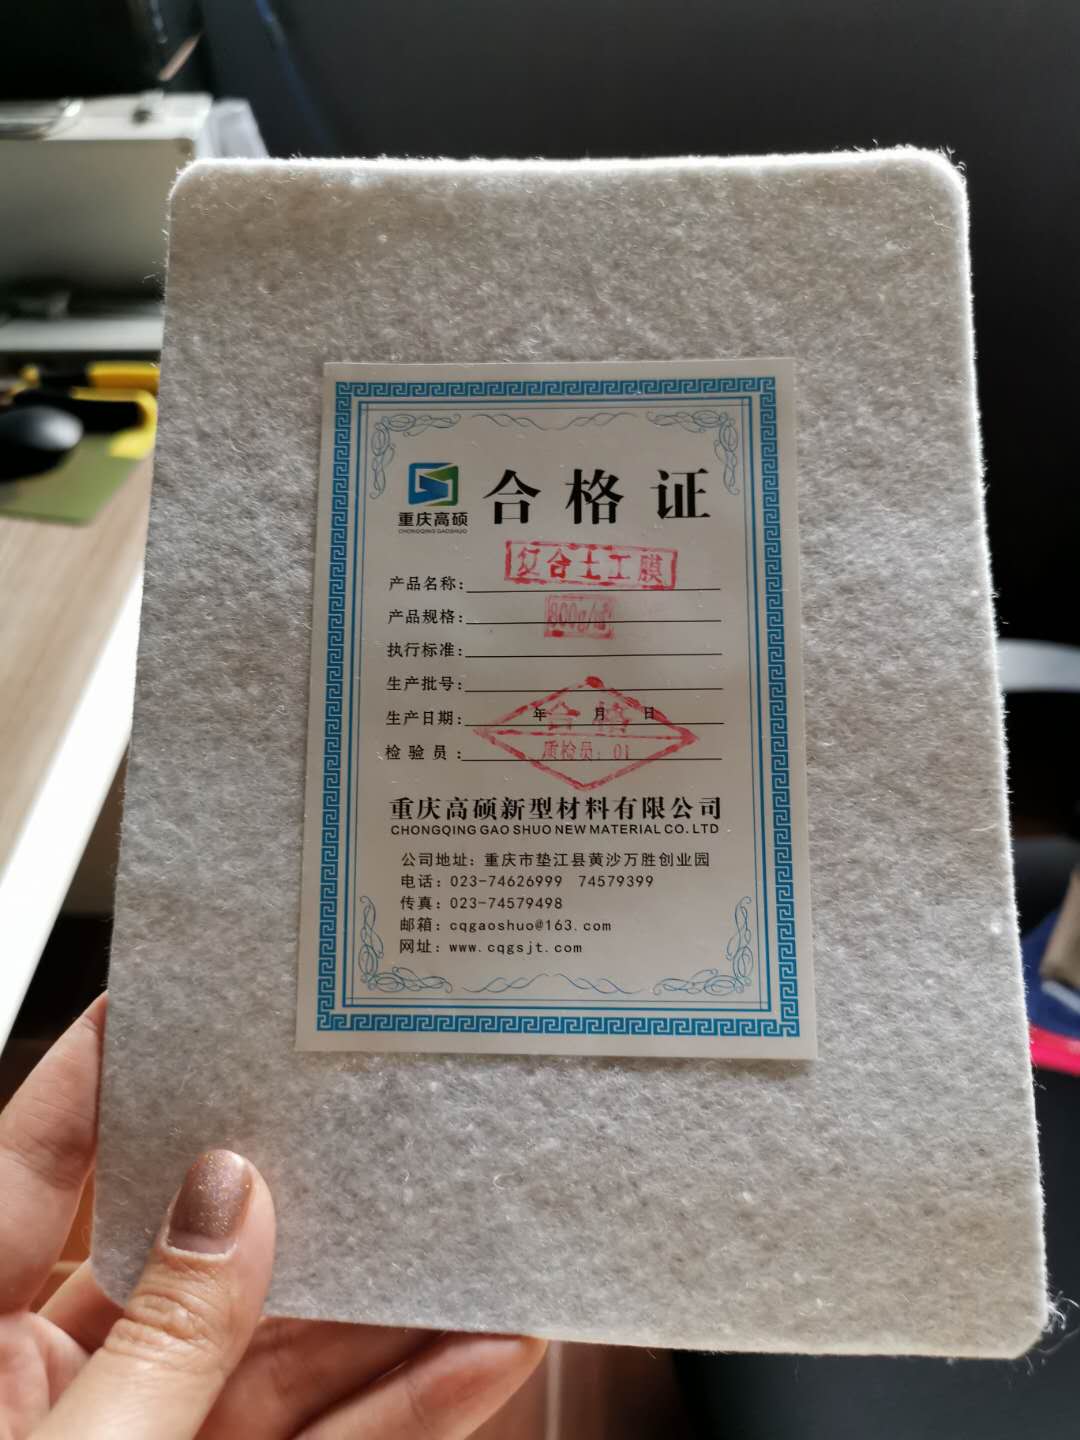 重庆高硕
CHONGQING GAOSHUO
合格证
产品名称：复合土工膜
产品规格：800g/㎡
执行标准：
生产批号：
生产日期： 年 月 日
合格
检验员：质检员：01
重庆高硕新型材料有限公司
CHONGQING GAO SHUO NEW MATERIAL CO. LTD
公司地址：重庆市垫江县黄沙万胜创业园
电话：023-74626999 74579399
传真：023-74579498
邮箱：cqgaoshuo@163.com
网址：www.cqgsjt.com